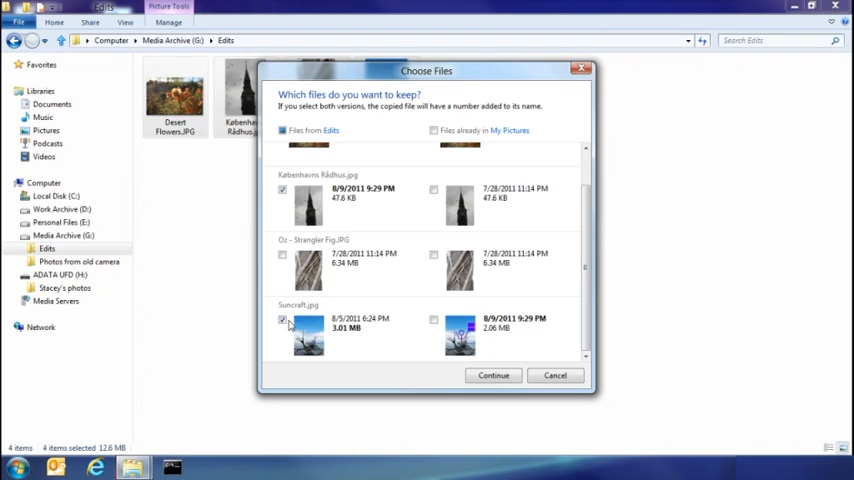 Edits
Picture Tools
File
Home
Share
View
Manage
Computer
Media Archive (G:)
Edits
Search Edits
Favorites
Libraries
Documents
Music
Pictures
Podcasts
Videos
Computer
Local Disk (C:)
Work Archive (D:)
Personal Files (E:)
Media Archive (G:)
Edits
Photos from old camera
ADATA UFD (H:)
Stacey's photos
Media Servers
Network
Desert
Flowers.JPG
Københa
Rådhus.j
Choose Files
Which files do you want to keep?
If you select both versions, the copied file will have a number added to its name.
Files from Edits
Files already in My Pictures
Københavns Rådhus.jpg
8/9/2011 9:29 PM
47.6 KB
7/28/2011 11:14 PM
47.6 KB
Oz - Strangler Fig.JPG
7/28/2011 11:14 PM
6.34 MB
7/28/2011 11:14 PM
6.34 MB
Suncraft.jpg
8/5/2011 6:24 PM
3.01 MB
8/9/2011 9:29 PM
2.06 MB
Continue
Cancel
4 items
4 items selected 12.6 MB